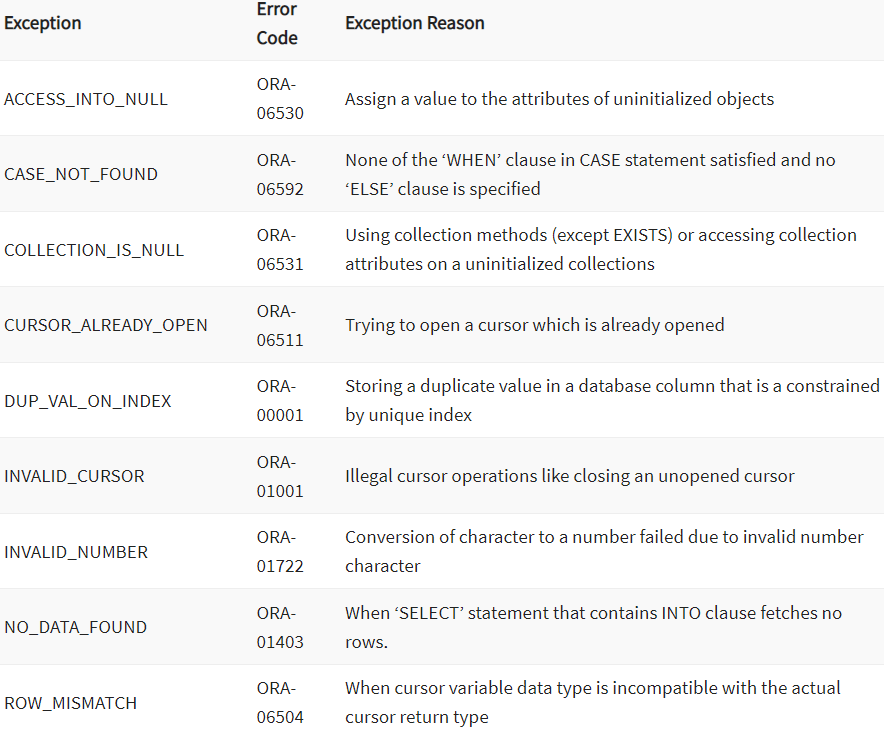 Exception Error Code Exception Reason
ACCESS_INTO_NULL ORA-06530 Assign a value to the attributes of uninitialized objects
CASE_NOT_FOUND ORA-06592 None of the ‘WHEN’ clause in CASE statement satisfied and no
‘ELSE’ clause is specified
COLLECTION_IS_NULL ORA-06531 Using collection methods (except EXISTS) or accessing collection
attributes on a uninitialized collections
CURSOR_ALREADY_OPEN ORA-06511 Trying to open a cursor which is already opened
DUP_VAL_ON_INDEX ORA-00001 Storing a duplicate value in a database column that is a constrained
by unique index
INVALID_CURSOR ORA-01001 Illegal cursor operations like closing an unopened cursor
INVALID_NUMBER ORA-01722 Conversion of character to a number failed due to invalid number
character
NO_DATA_FOUND ORA-01403 When ‘SELECT’ statement that contains INTO clause fetches no
rows.
ROW_MISMATCH ORA-06504 When cursor variable data type is incompatible with the actual
cursor return type